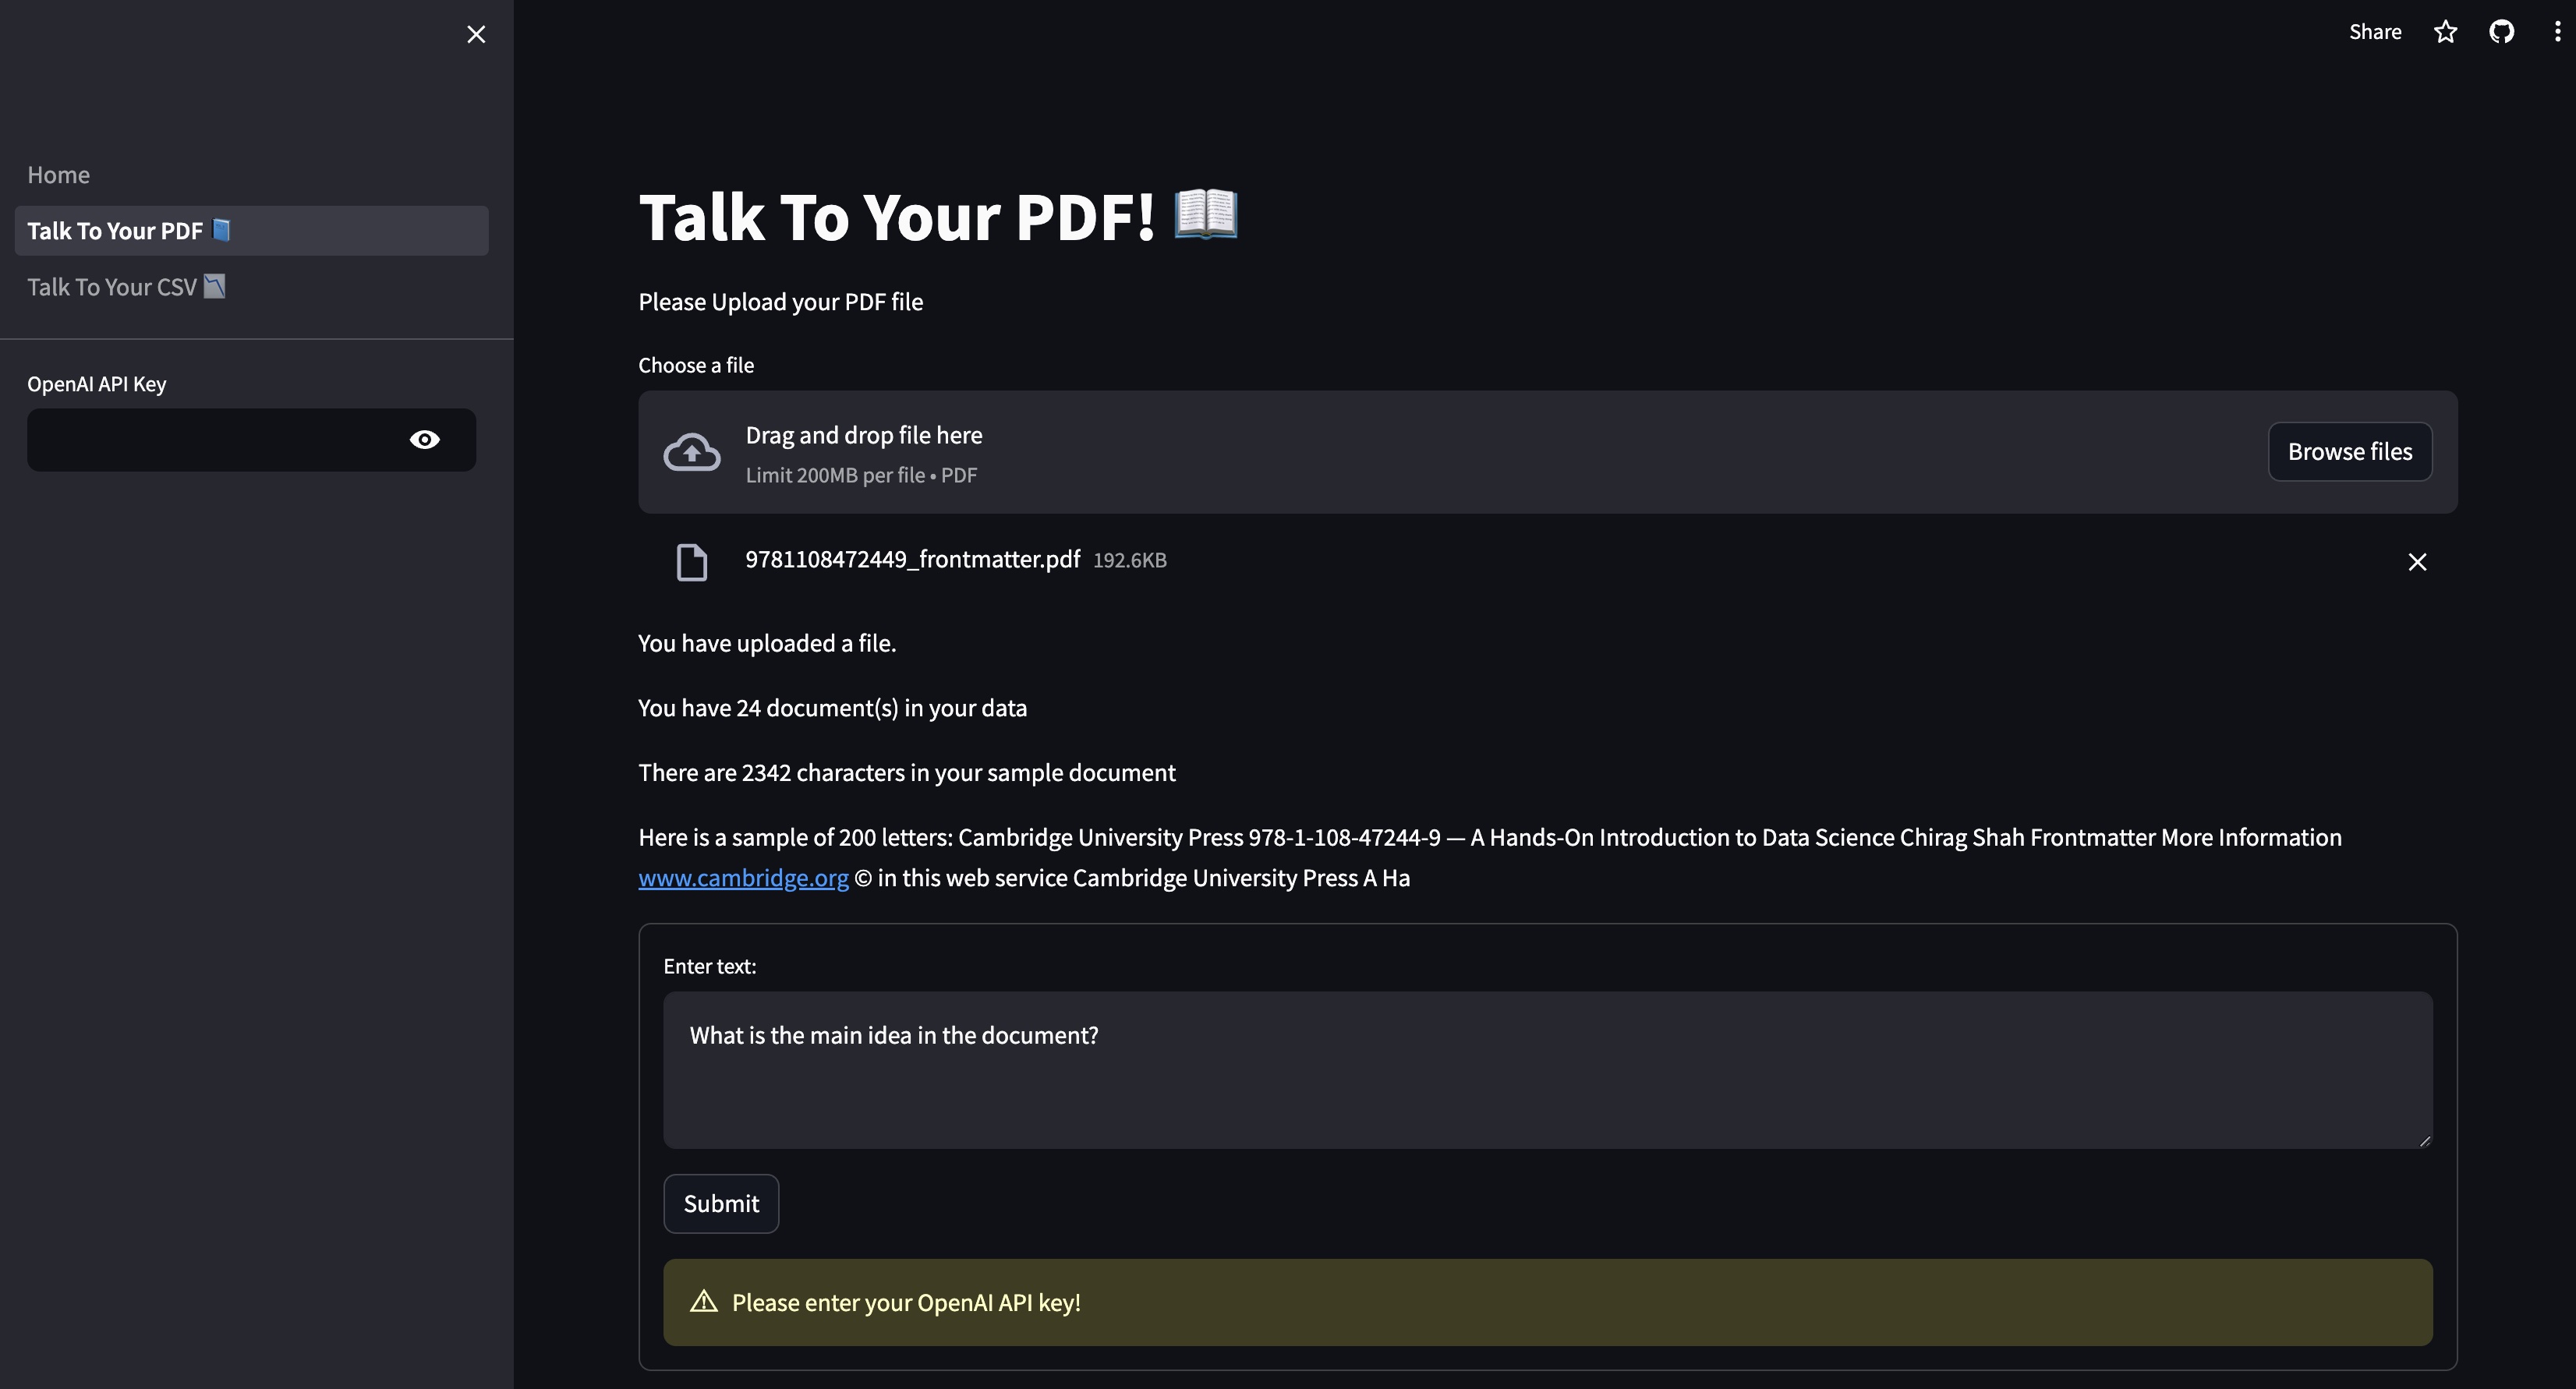 Share
Home
Talk To Your PDF 📘
Talk To Your CSV 📉
OpenAI API Key
Talk To Your PDF! 📖
Please Upload your PDF file
Choose a file
Drag and drop file here
Limit 200MB per file • PDF
Browse files
9781108472449_frontmatter.pdf 192.6KB
You have uploaded a file.
You have 24 document(s) in your data
There are 2342 characters in your sample document
Here is a sample of 200 letters: Cambridge University Press 978-1-108-47244-9 — A Hands-On Introduction to Data Science Chirag Shah Frontmatter More Information
www.cambridge.org © in this web service Cambridge University Press A Ha
Enter text:
What is the main idea in the document?
Submit
⚠ Please enter your OpenAI API key!